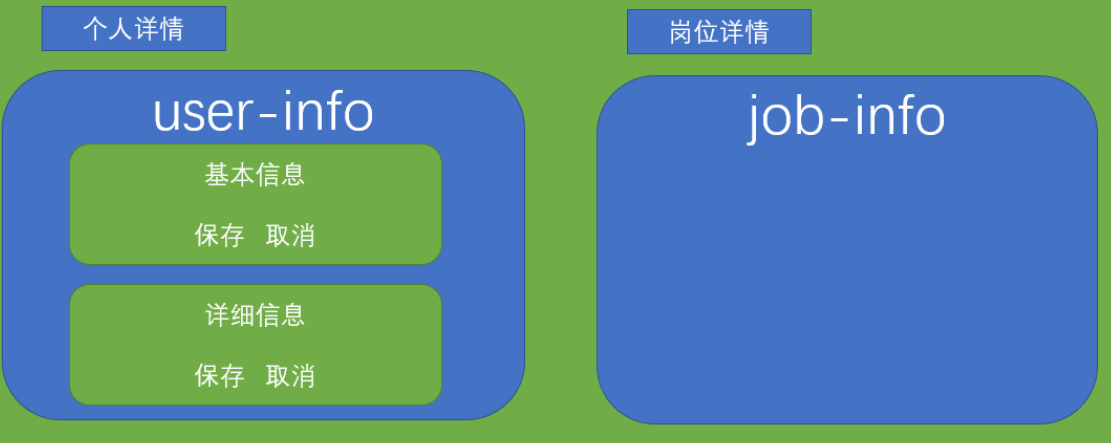 个人详情
user-info
基本信息
保存 取消
详细信息
保存 取消
岗位详情
job-info